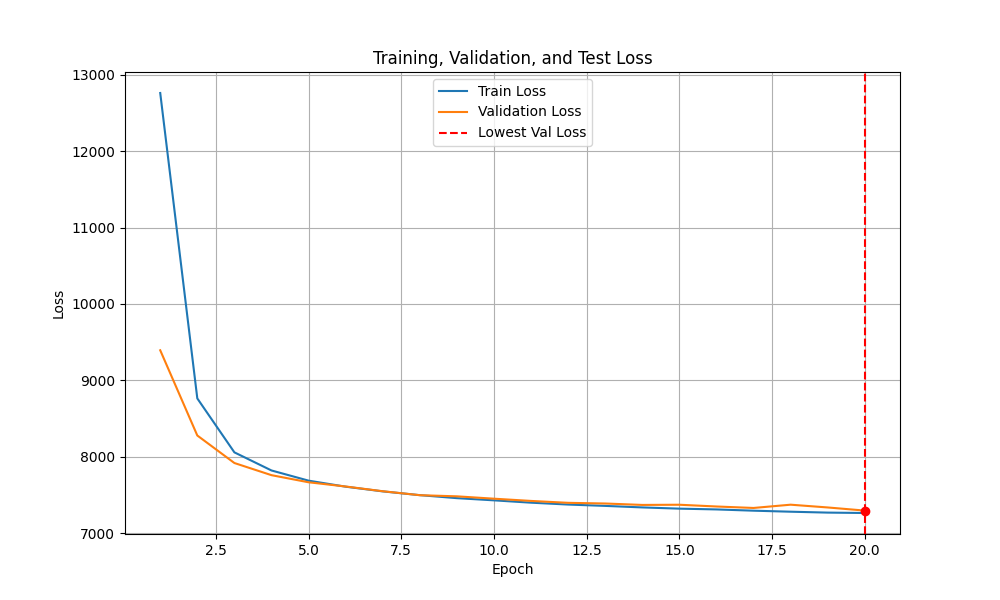 Training, Validation, and Test Loss
Train Loss
Validation Loss
Lowest Val Loss
13000
12000
11000
10000
9000
8000
7000
Loss
2.5 5.0 7.5 10.0 12.5 15.0 17.5 20.0
Epoch